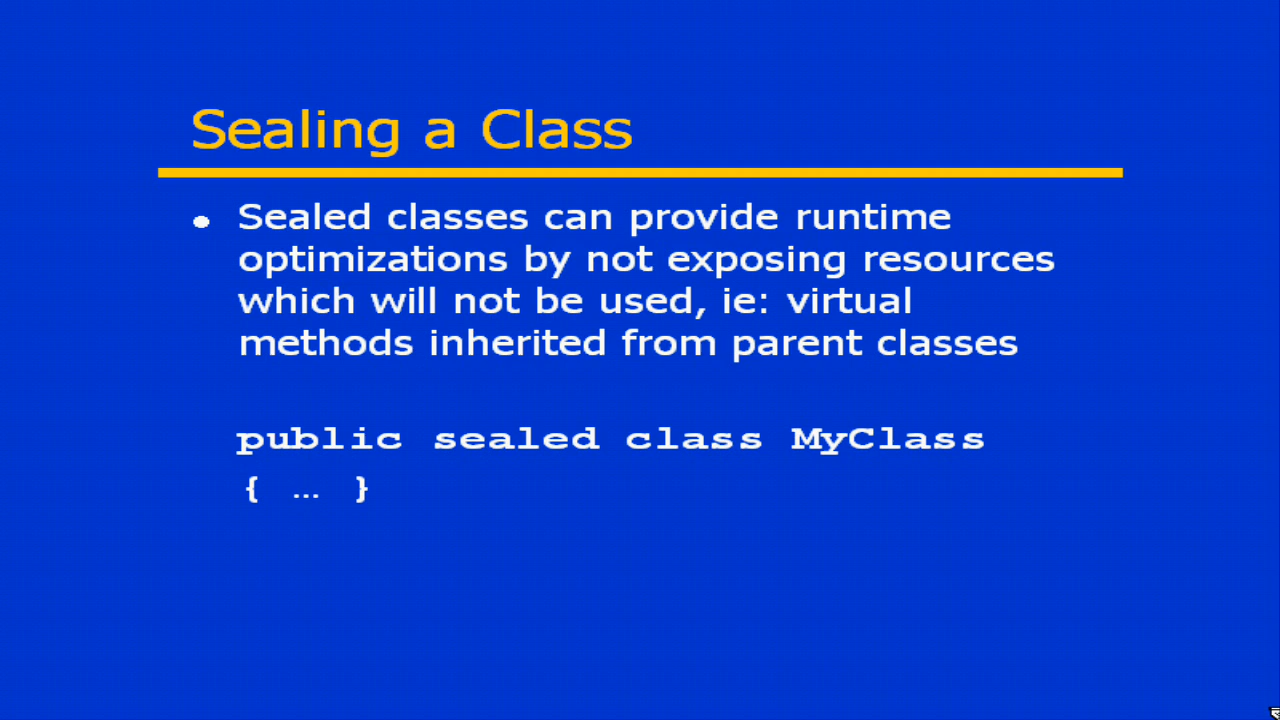 Sealing a Class
• Sealed classes can provide runtime
optimizations by not exposing resources
which will not be used, ie: virtual
methods inherited from parent classes
public sealed class MyClass
{ … }